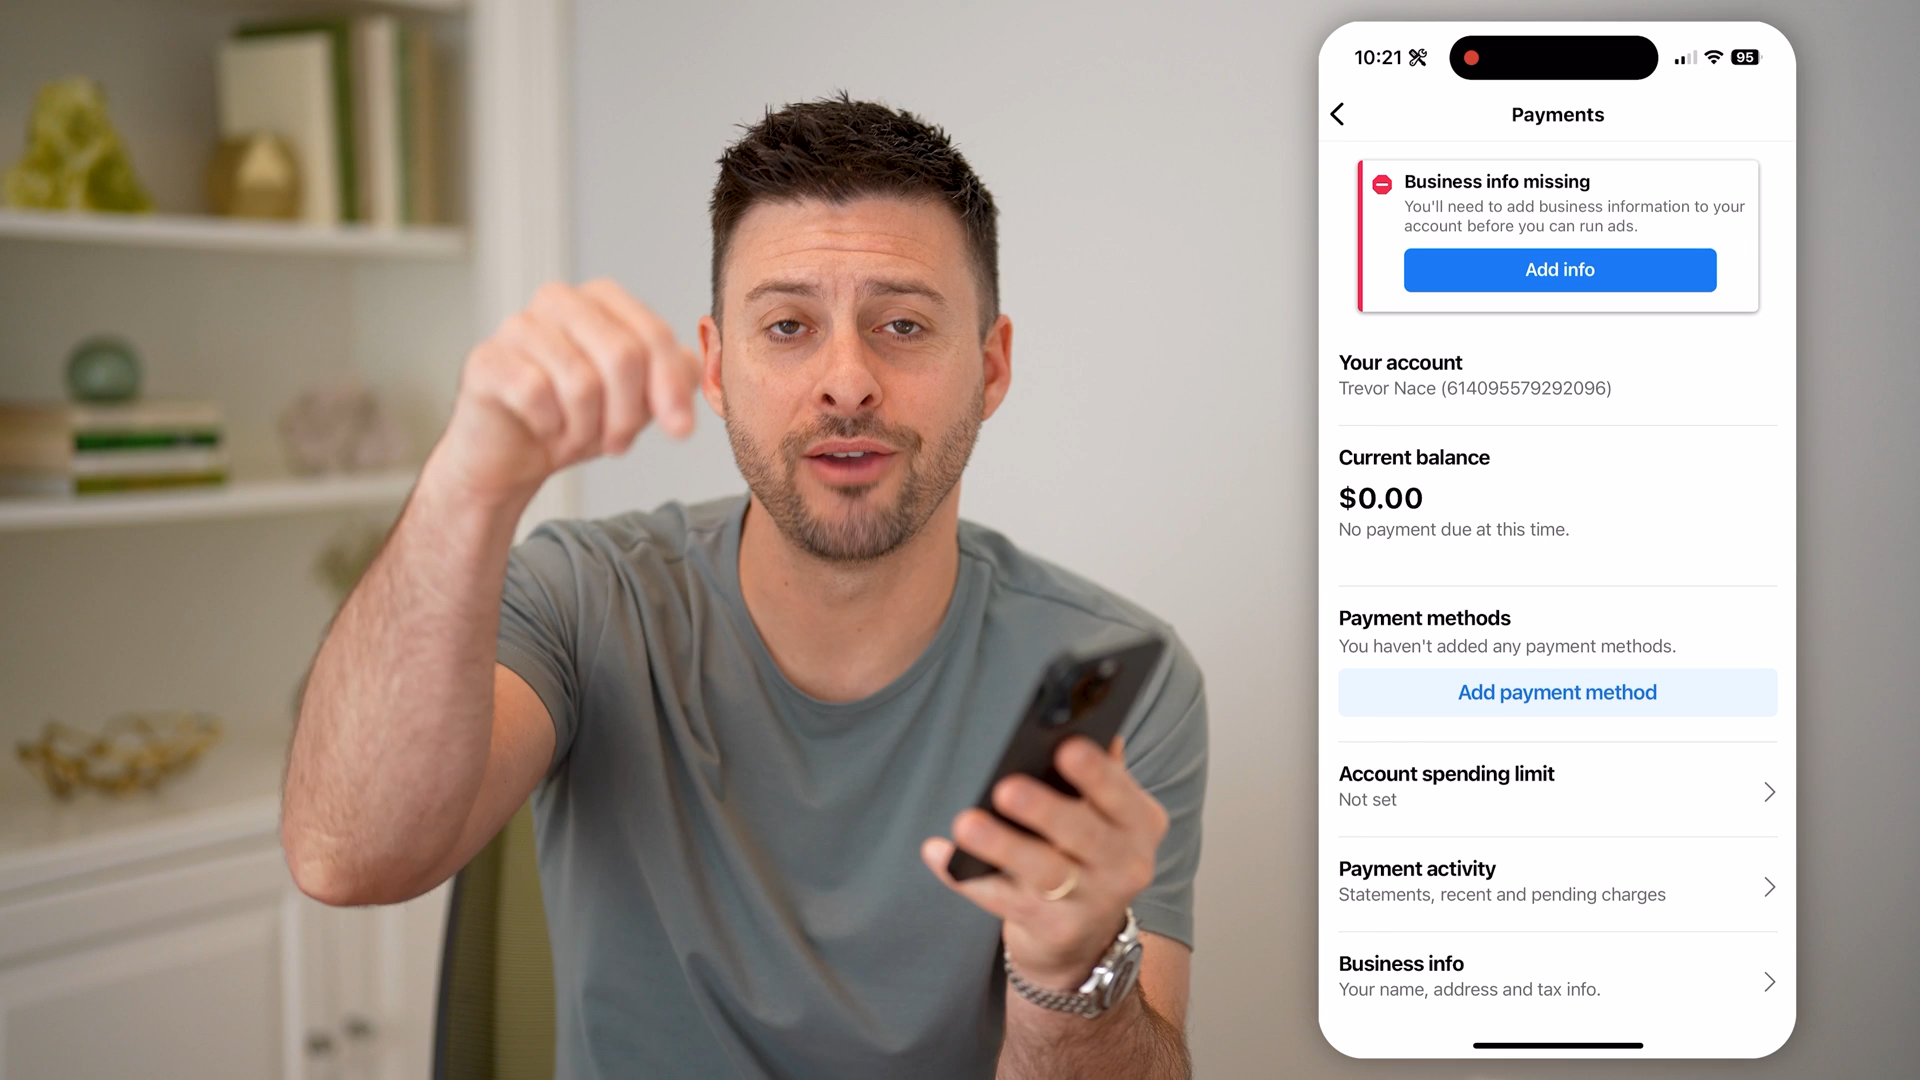 10:21
95
Payments
Business info missing
You'll need to add business information to your
account before you can run ads.
Add info
Your account
Trevor Nace (614095579292096)
Current balance
$0.00
No payment due at this time.
Payment methods
You haven't added any payment methods.
Add payment method
Account spending limit
Not set
Payment activity
Statements, recent and pending charges
Business info
Your name, address and tax info.